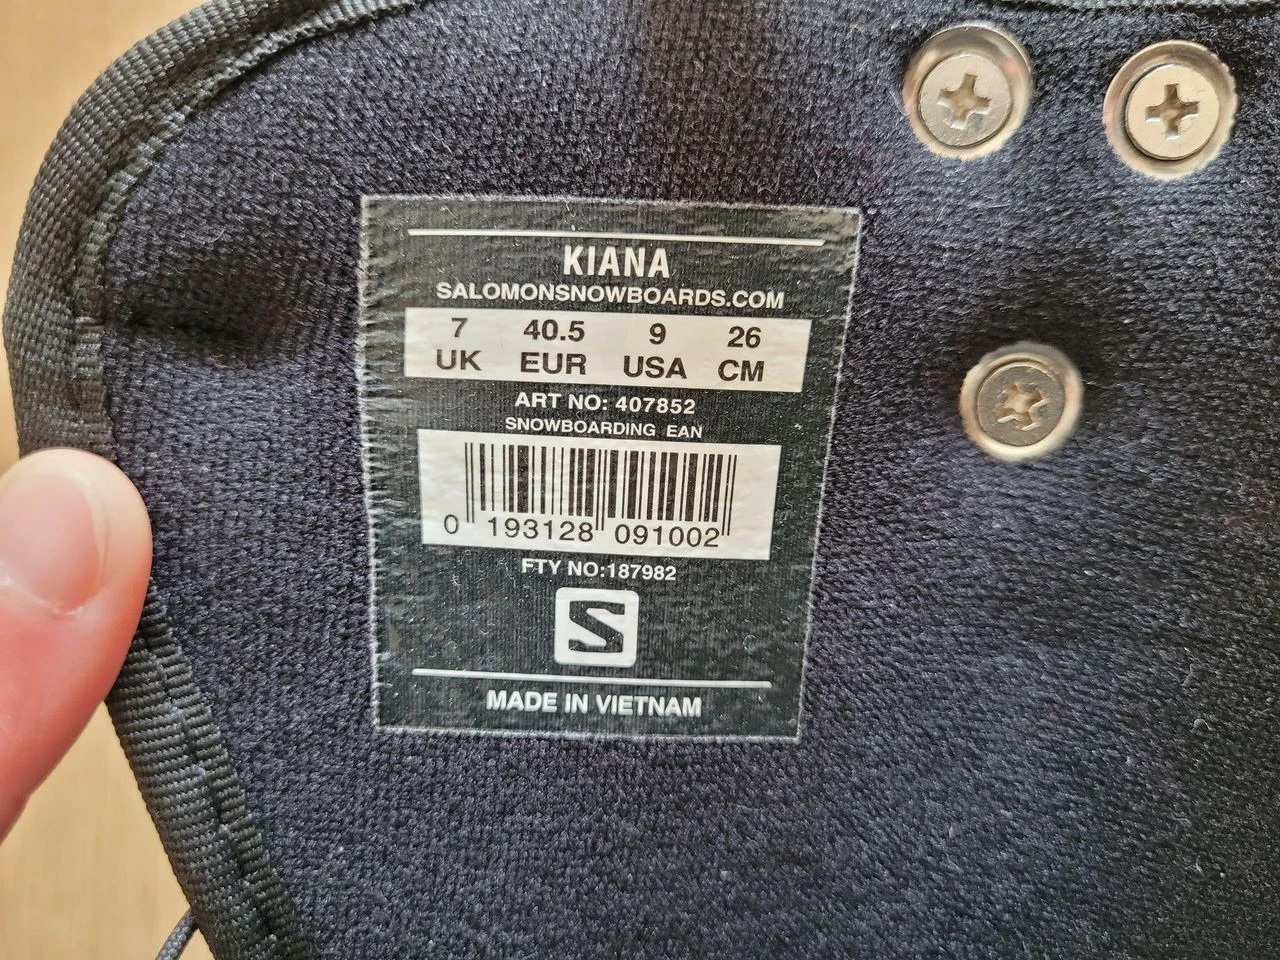 KIANA
SALOMONSNOWBOARDS.COM
7 40.5 9 26
UK EUR USA CM
ART NO: 407852
SNOWBOARDING EAN
0 193128 091002
FTY NO:187982
S
MADE IN VIETNAM